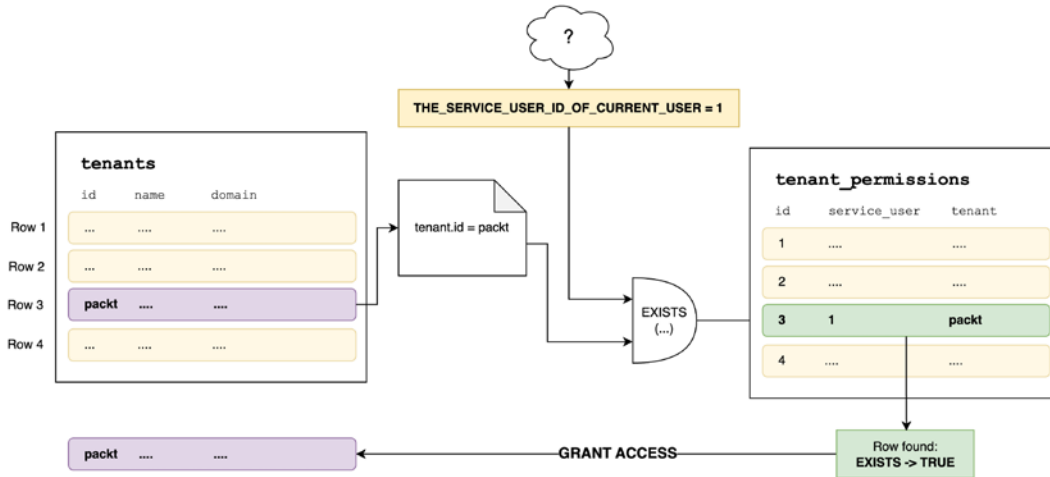 ?
THE_SERVICE_USER_ID_OF_CURRENT_USER = 1
tenants
id name domain
Row 1 ... .... ....
Row 2 ... .... ....
Row 3 packt .... ....
Row 4 ... .... ....
tenant.id = packt
EXISTS
(...)
tenant_permissions
id service_user tenant
1 .... ....
2 .... ....
3 1 packt
4 .... ....
packt .... ....
GRANT ACCESS
Row found:
EXISTS -> TRUE